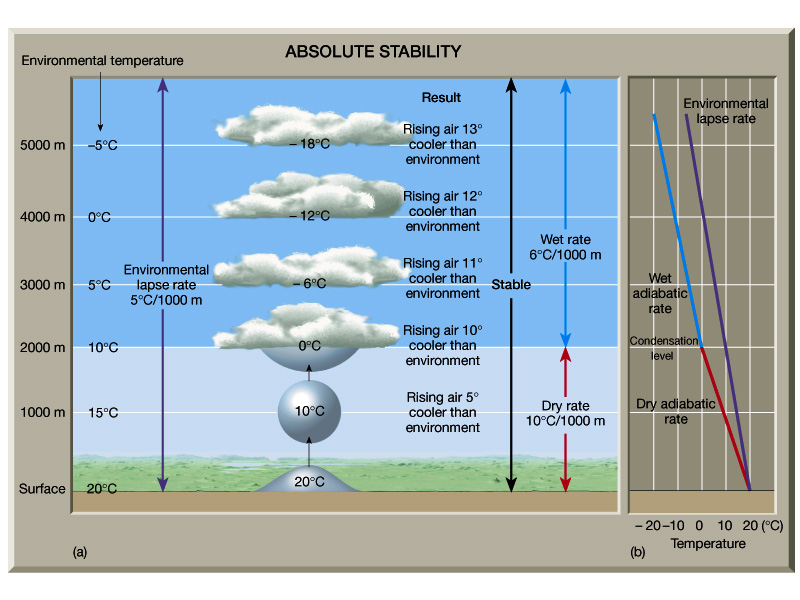 ABSOLUTE STABILITY
Environmental temperature
Result
5000 m
–5°C
– 18°C
Rising air 13°
cooler than
environment
4000 m
0°C
– 12°C
Rising air 12°
cooler than
environment
3000 m
5°C
– 6°C
Rising air 11°
cooler than
environment
2000 m
10°C
0°C
Rising air 10°
cooler than
environment
1000 m
15°C
10°C
Rising air 5°
cooler than
environment
Surface
20°C
20°C
Environmental
lapse rate
5°C/1000 m
Stable
Wet rate
6°C/1000 m
Dry rate
10°C/1000 m
(a)
Environmental
lapse rate
Wet
adiabatic
rate
Condensation
level
Dry adiabatic
rate
– 20 –10 0 10 20 (°C)
Temperature
(b)